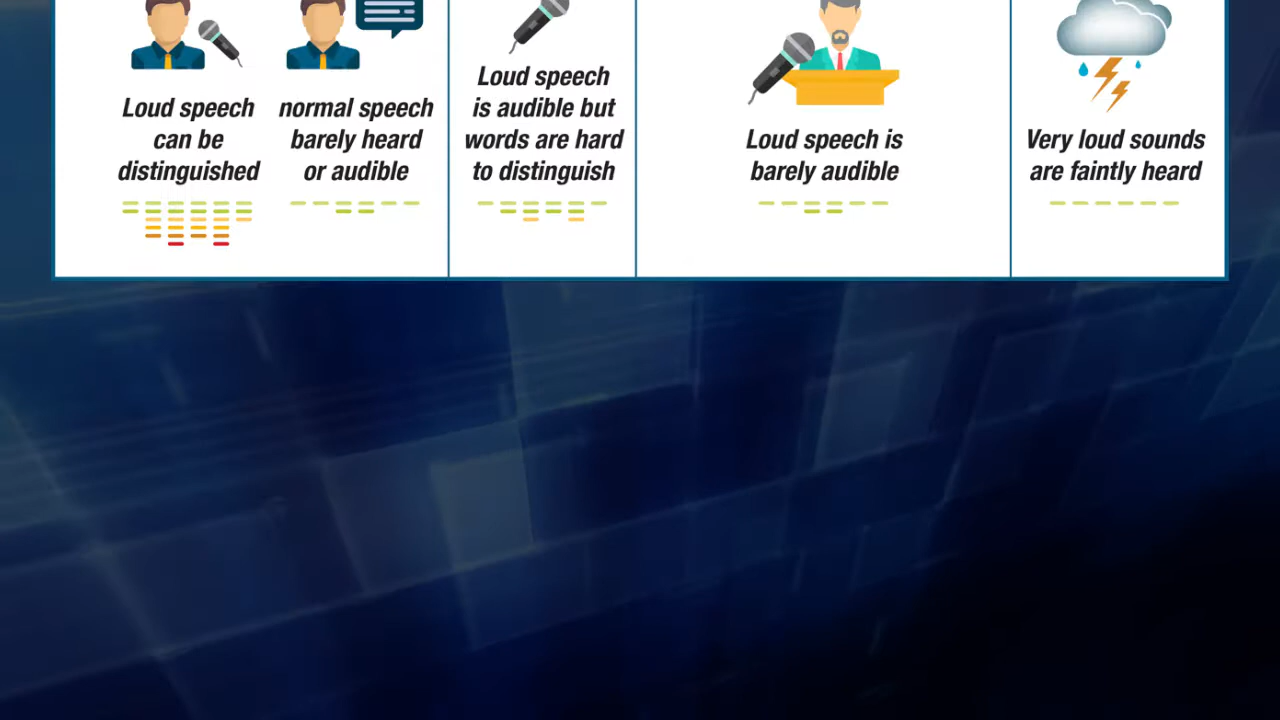 Loud speech
can be
distinguished
normal speech
barely heard
or audible
Loud speech
is audible but
words are hard
to distinguish
Loud speech is
barely audible
Very loud sounds
are faintly heard